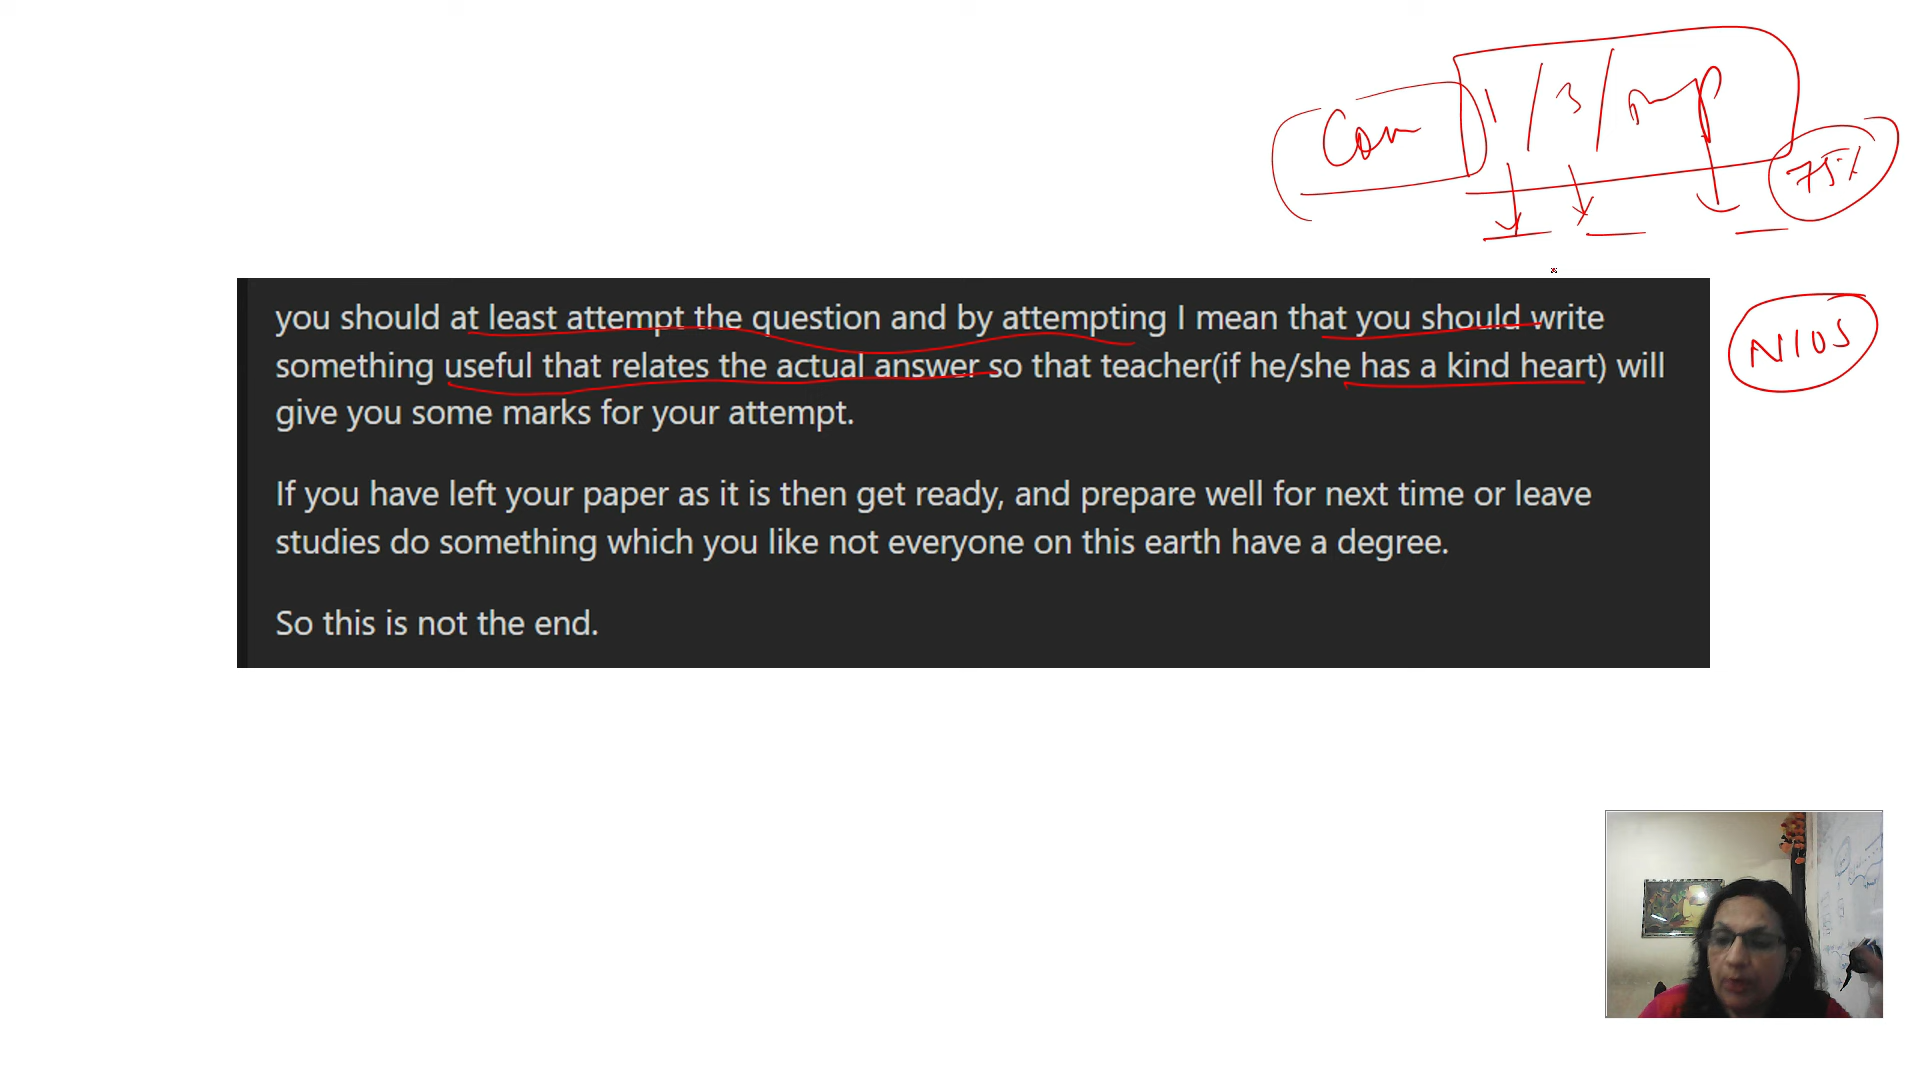 Com 1 / 3 / mp
75%
you should at least attempt the question and by attempting I mean that you should write
something useful that relates the actual answer so that teacher(if he/she has a kind heart) will
give you some marks for your attempt.
NIOS
If you have left your paper as it is then get ready, and prepare well for next time or leave
studies do something which you like not everyone on this earth have a degree.
So this is not the end.